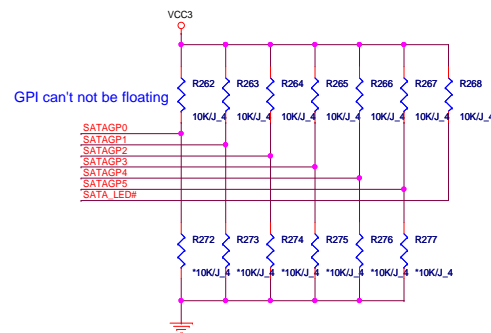 VCC3
R262 R263 R264 R265 R266 R267 R268
GPI can't not be floating
10K/J_4 10K/J_4 10K/J_4 10K/J_4 10K/J_4 10K/J_4 10K/J_4
SATAGP0
SATAGP1
SATAGP2
SATAGP3
SATAGP4
SATAGP5
SATA_LED#
R272 R273 R274 R275 R276 R277
*10K/J_4 *10K/J_4 *10K/J_4 *10K/J_4 *10K/J_4 *10K/J_4